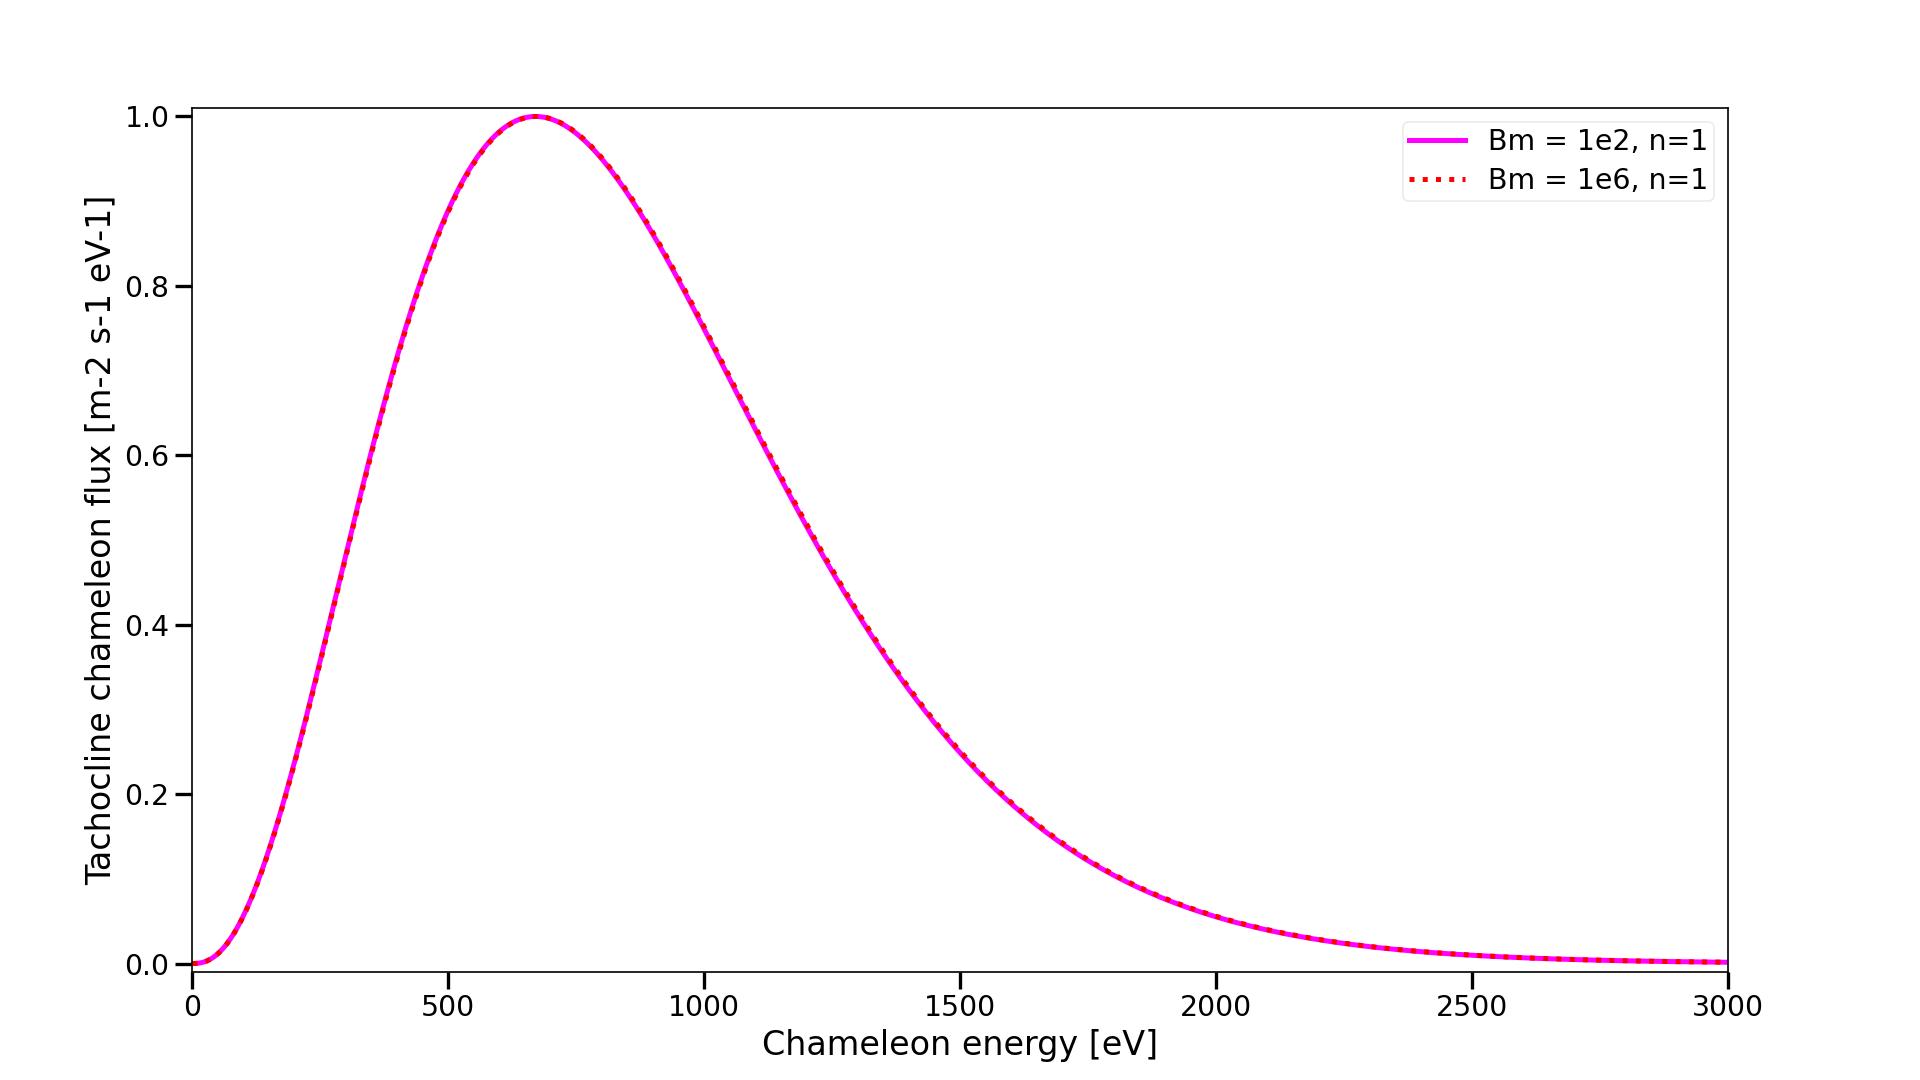 Bm = 1e2, n=1
Bm = 1e6, n=1
Tachocline chameleon flux [m-2 s-1 eV-1]
1.0
0.8
0.6
0.4
0.2
0.0
0 500 1000 1500 2000 2500 3000
Chameleon energy [eV]